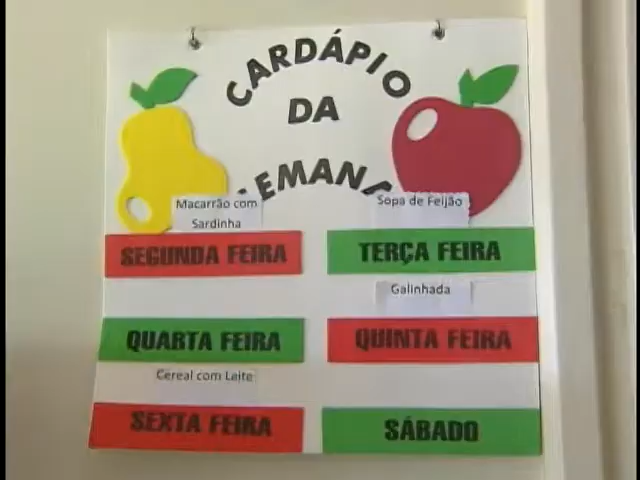 CARDÁPIO
DA
SEMANA
Macarrão com
Sardinha
SEGUNDA FEIRA
Sopa de Feijão
TERÇA FEIRA
QUARTA FEIRA
Galinhada
QUINTA FEIRA
Cereal com Leite
SEXTA FEIRA
SÁBADO